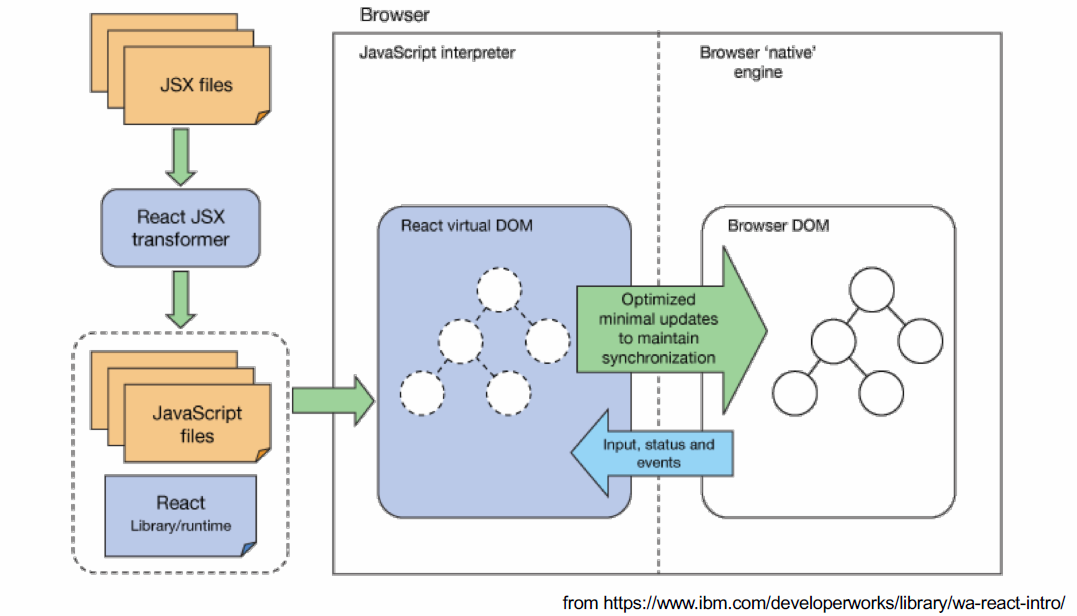 Browser
JSX files
JavaScript interpreter
Browser ‘native’
engine
React JSX
transformer
React virtual DOM
Browser DOM
Optimized
minimal updates
to maintain
synchronization
JavaScript
files
Input, status and
events
React
Library/runtime
from https://www.ibm.com/developerworks/library/wa-react-intro/